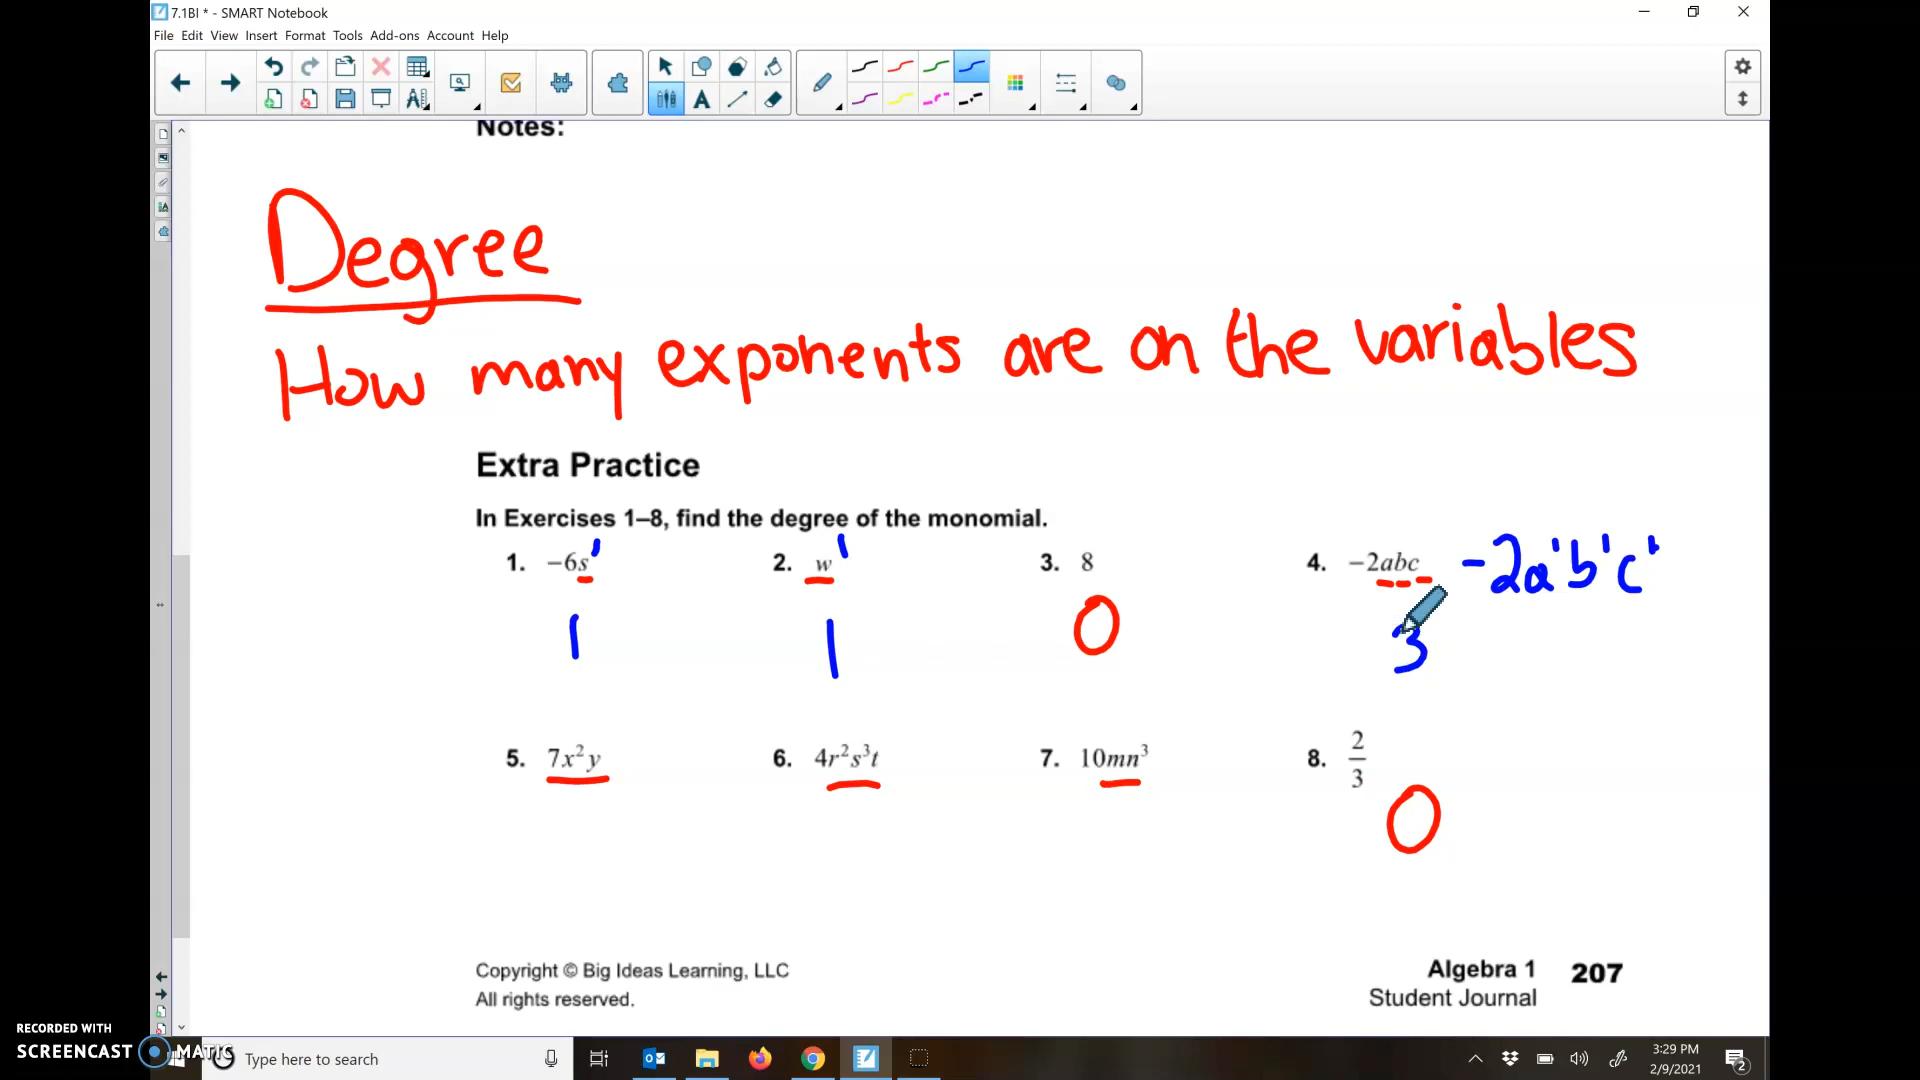 7.1BI * - SMART Notebook
File Edit View Insert Format Tools Add-ons Account Help
Notes:
Degree
How many exponents are on the variables
Extra Practice
In Exercises 1–8, find the degree of the monomial.
1. −6s¹ 2. w¹ 3. 8 4. −2abc -2a¹b¹c¹
1 1 0 3
5. 7x²y 6. 4r²s³t 7. 10mn³ 8. 2/3
0
Copyright © Big Ideas Learning, LLC
All rights reserved.
Algebra 1 207
Student Journal
RECORDED WITH
SCREENCAST MATIC
Type here to search
3:29 PM
2/9/2021
2